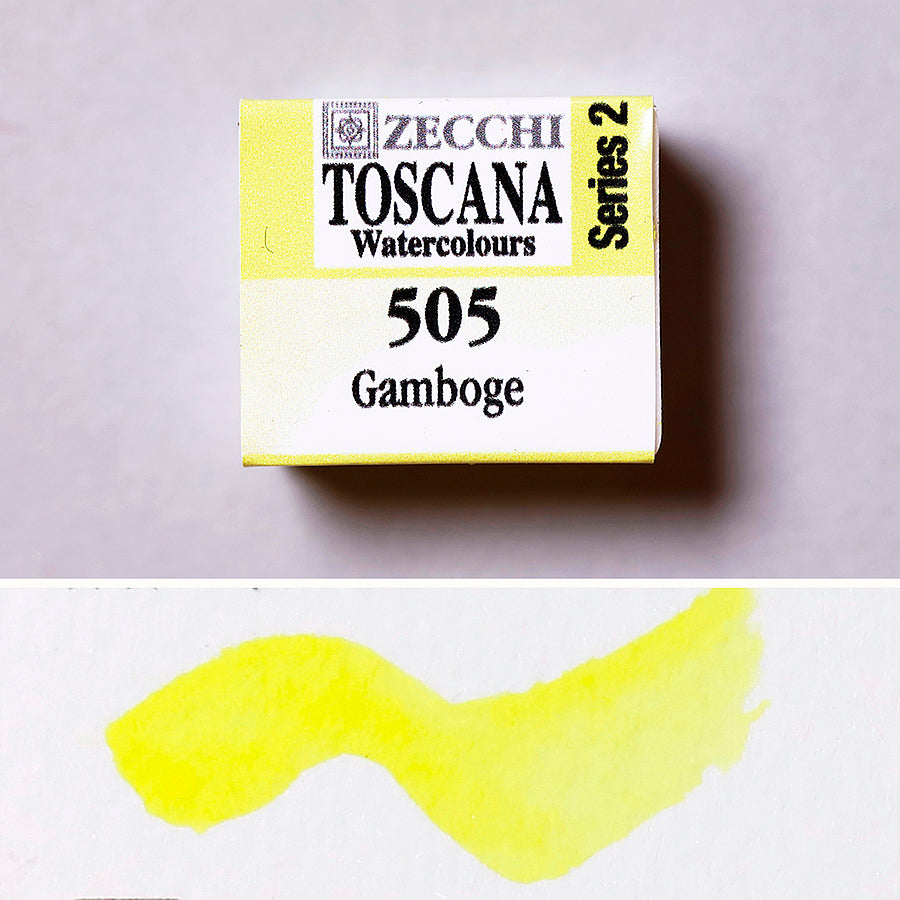 ZECCHI
TOSCANA
Watercolours
Series 2
505
Gamboge